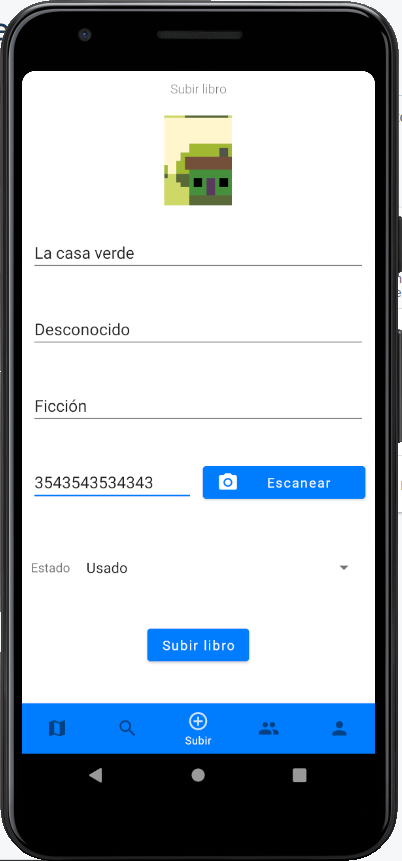 Subir libro
La casa verde
Desconocido
Ficción
3543543534343
Escanear
Estado Usado
Subir libro
Subir